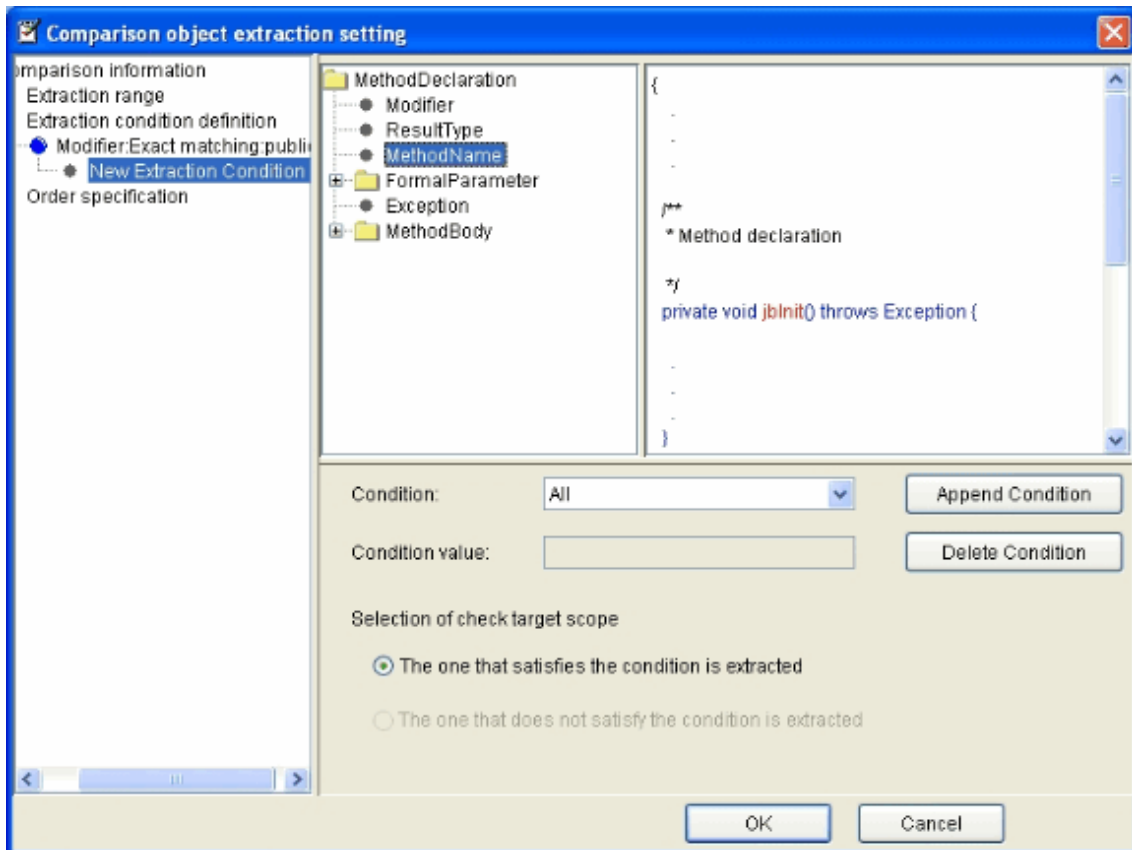 Comparison object extraction setting
omparison information
Extraction range
Extraction condition definition
Modifier:Exact matching:publi
New Extraction Condition
Order specification
MethodDeclaration
Modifier
ResultType
MethodName
FormalParameter
Exception
MethodBody
{
.
.
.
/**
* Method declaration
*/
private void jbInit() throws Exception {
.
.
.
}
Condition:
All
Append Condition
Condition value:
Delete Condition
Selection of check target scope
The one that satisfies the condition is extracted
The one that does not satisfy the condition is extracted
OK
Cancel